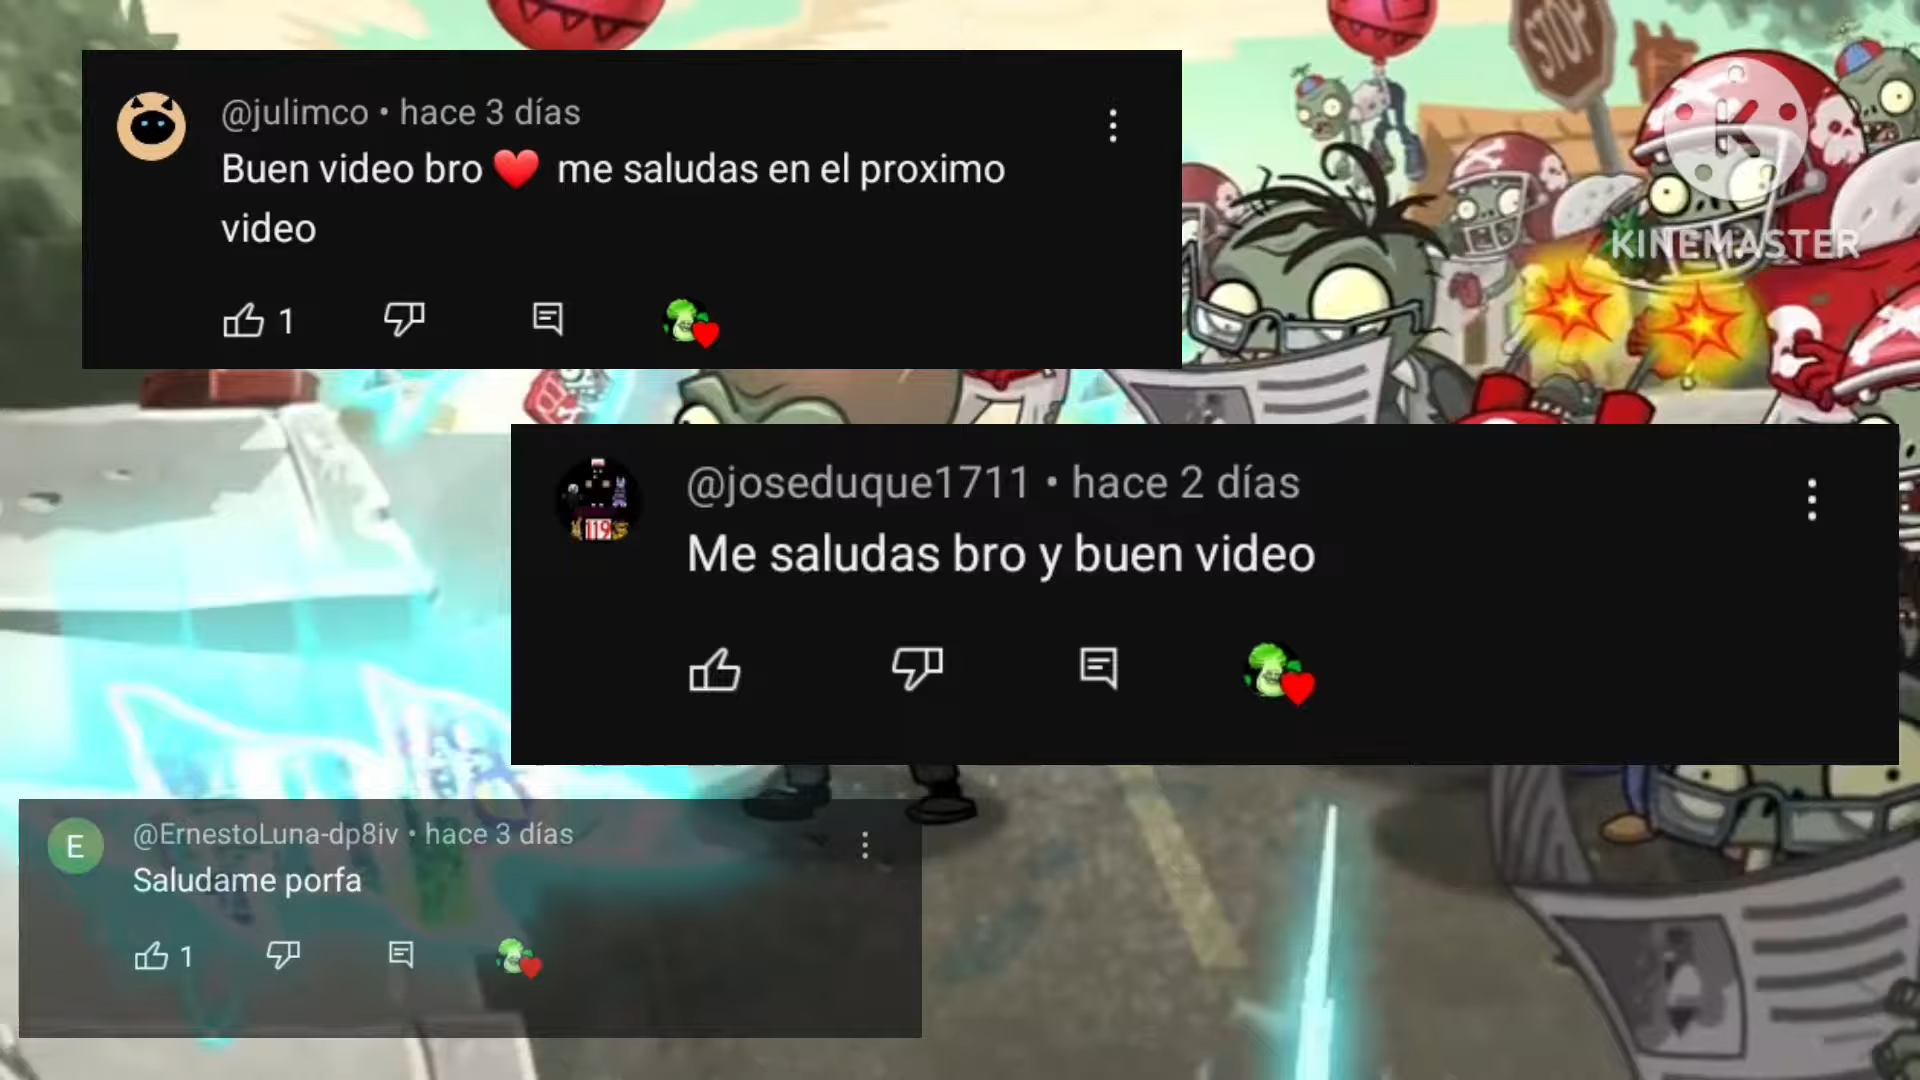 STOP
K
KINEMASTER
@julimco • hace 3 días
Buen video bro ❤️ me saludas en el proximo
video
1
@joseduque1711 • hace 2 días
Me saludas bro y buen video
119
E
@ErnestoLuna-dp8iv • hace 3 días
Saludame porfa
1